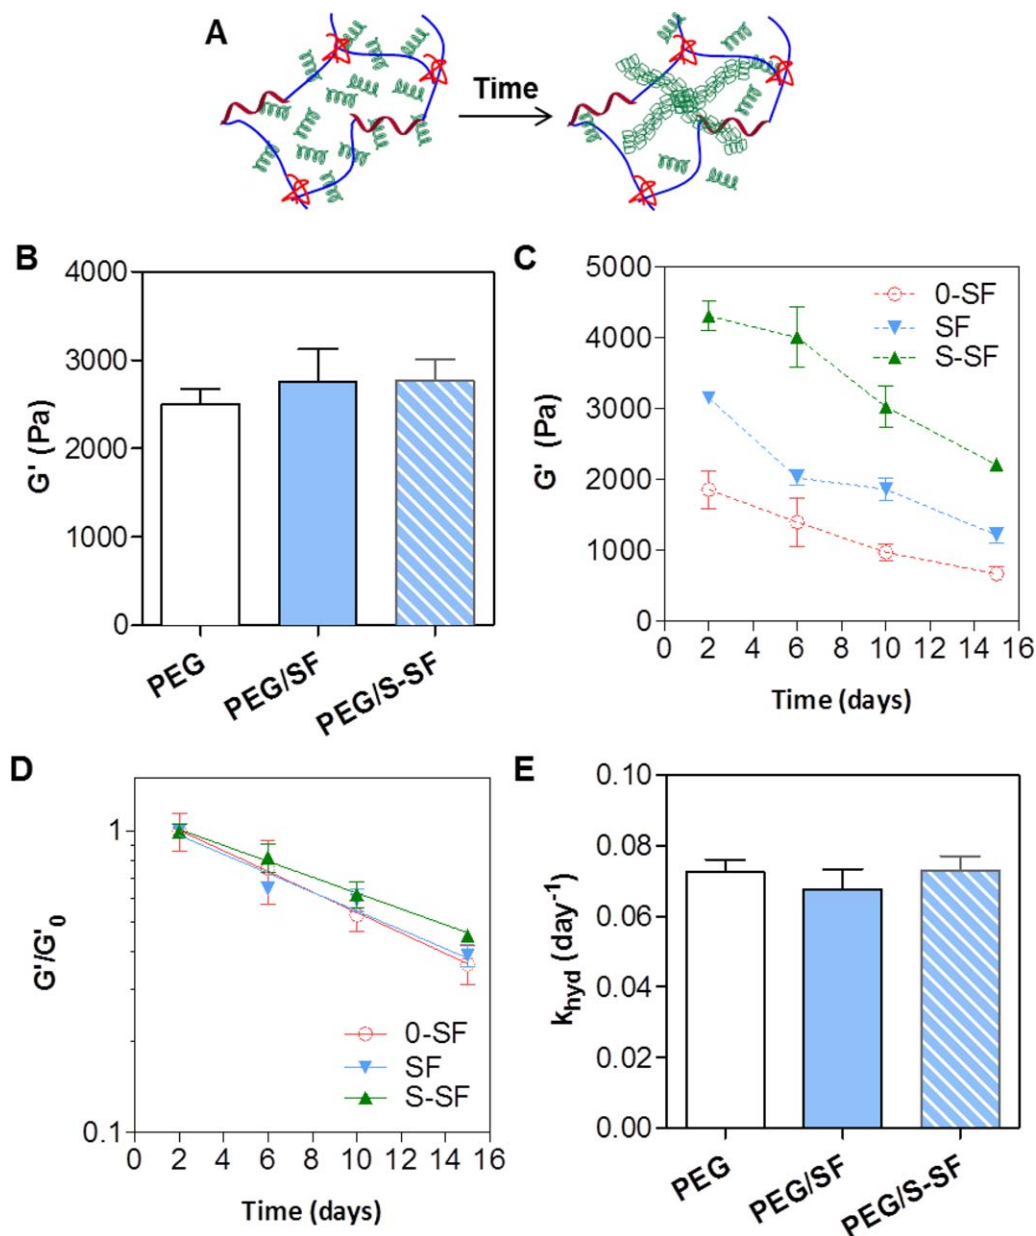 A
Time
B
4000
3000
2000
1000
0
G' (Pa)
PEG
PEG/SF
PEG/S-SF
C
5000
4000
3000
2000
1000
0
G' (Pa)
0-SF
SF
S-SF
0 2 4 6 8 10 12 14 16
Time (days)
D
1
0.1
G'/G'₀
0-SF
SF
S-SF
0 2 4 6 8 10 12 14 16
Time (days)
E
0.10
0.08
0.06
0.04
0.02
0.00
k_hyd (day⁻¹)
PEG
PEG/SF
PEG/S-SF